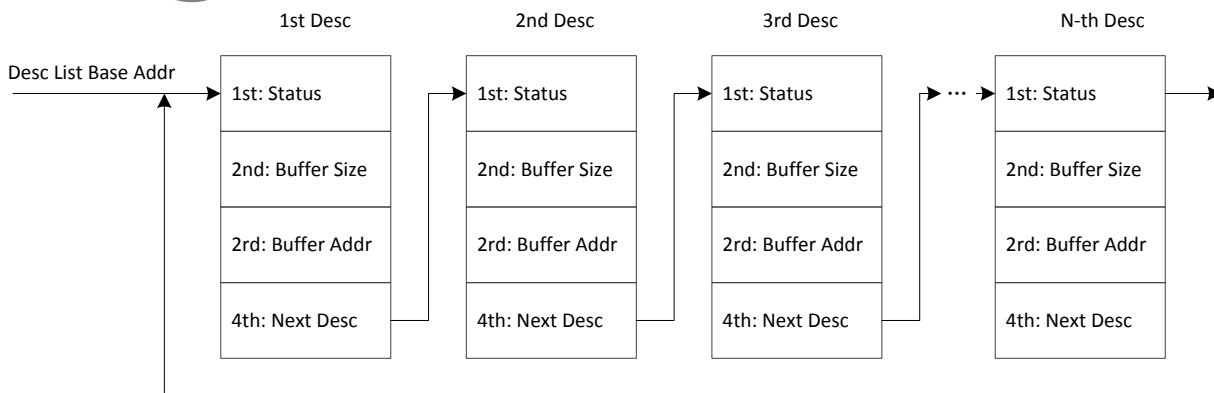 1st Desc 2nd Desc 3rd Desc N-th Desc
Desc List Base Addr
1st: Status 1st: Status 1st: Status ... 1st: Status
2nd: Buffer Size 2nd: Buffer Size 2nd: Buffer Size 2nd: Buffer Size
2rd: Buffer Addr 2rd: Buffer Addr 2rd: Buffer Addr 2rd: Buffer Addr
4th: Next Desc 4th: Next Desc 4th: Next Desc 4th: Next Desc